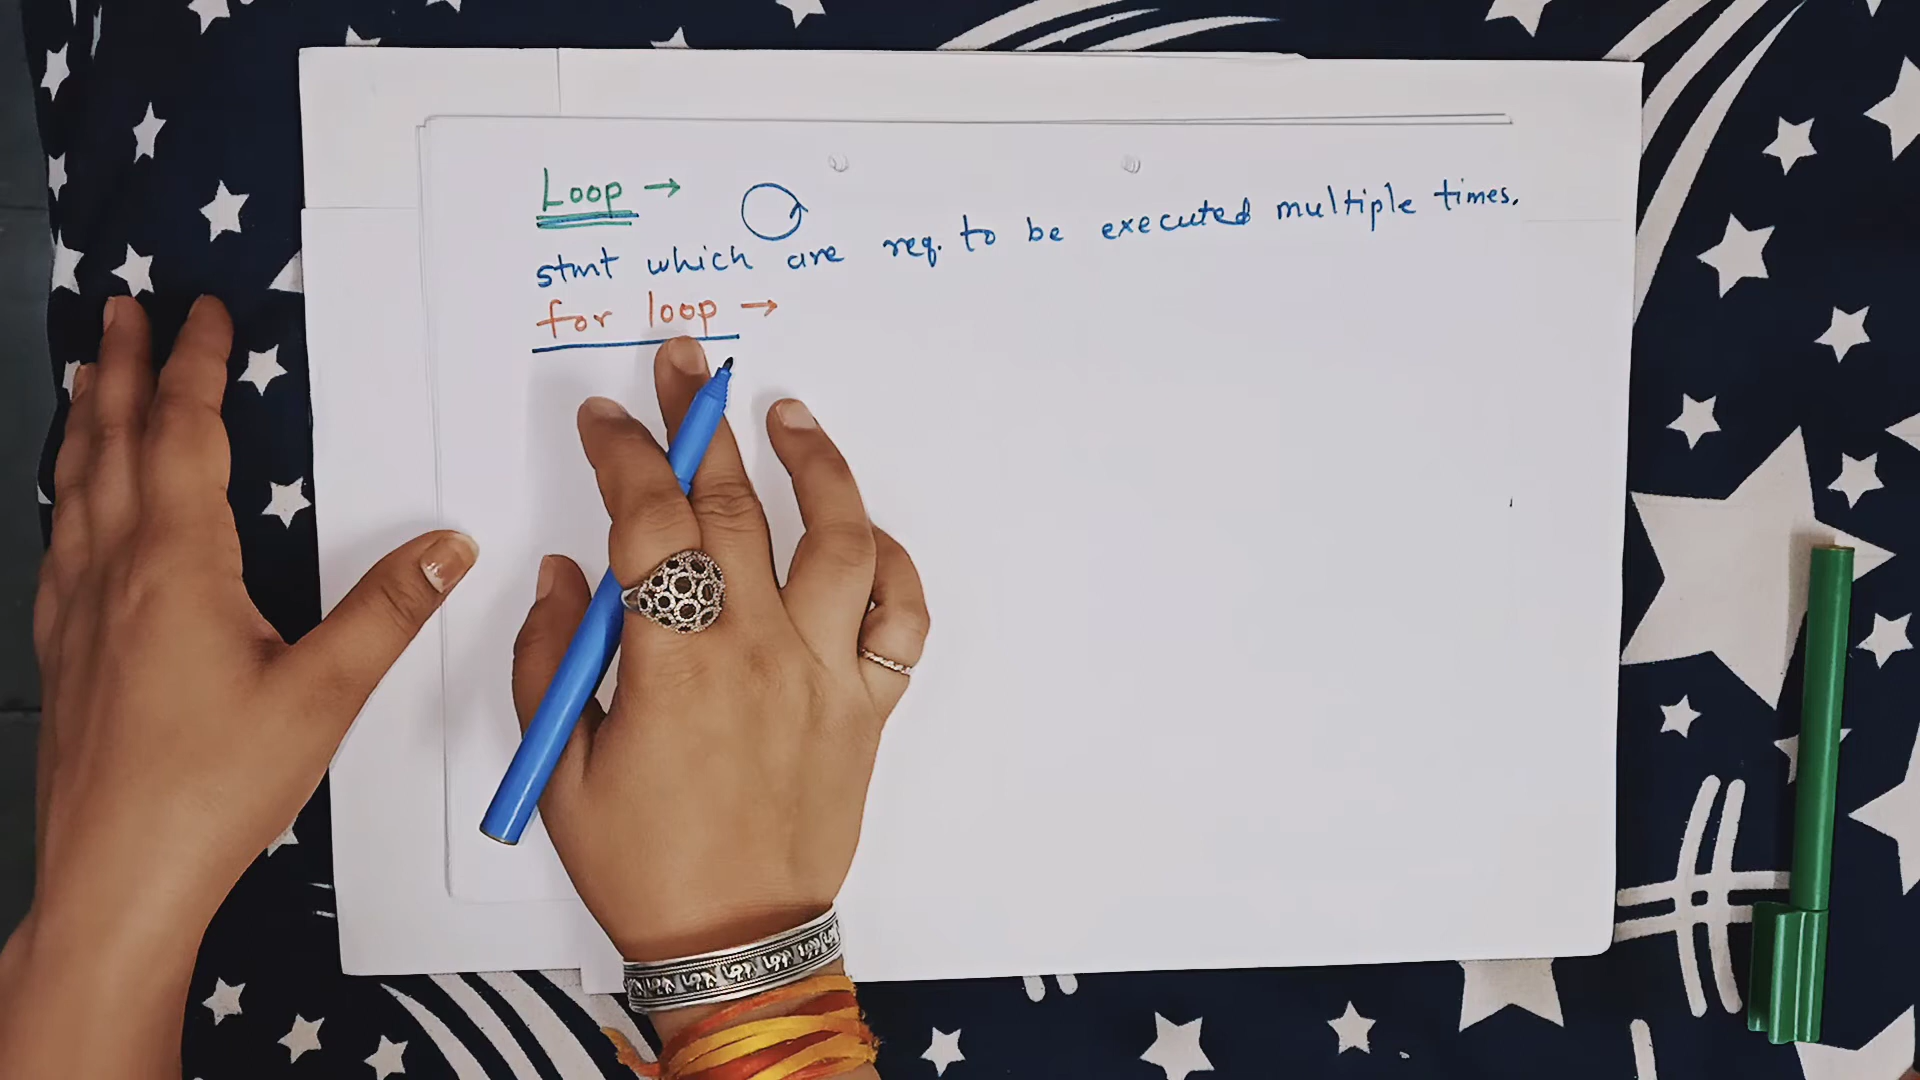 Loop →
stmt which are req. to be executed multiple times.
for loop →